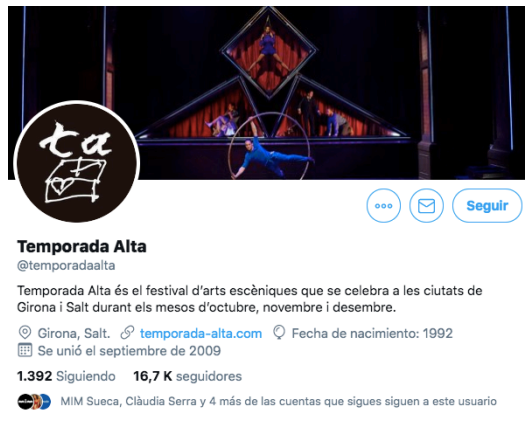 ta
Seguir
Temporada Alta
@temporadaalta
Temporada Alta és el festival d’arts escèniques que se celebra a les ciutats de
Girona i Salt durant els mesos d’octubre, novembre i desembre.
Girona, Salt. temporada-alta.com Fecha de nacimiento: 1992
Se unió el septiembre de 2009
1.392 Siguiendo 16,7 K seguidores
MIM Sueca, Clàudia Serra y 4 más de las cuentas que sigues siguen a este usuario